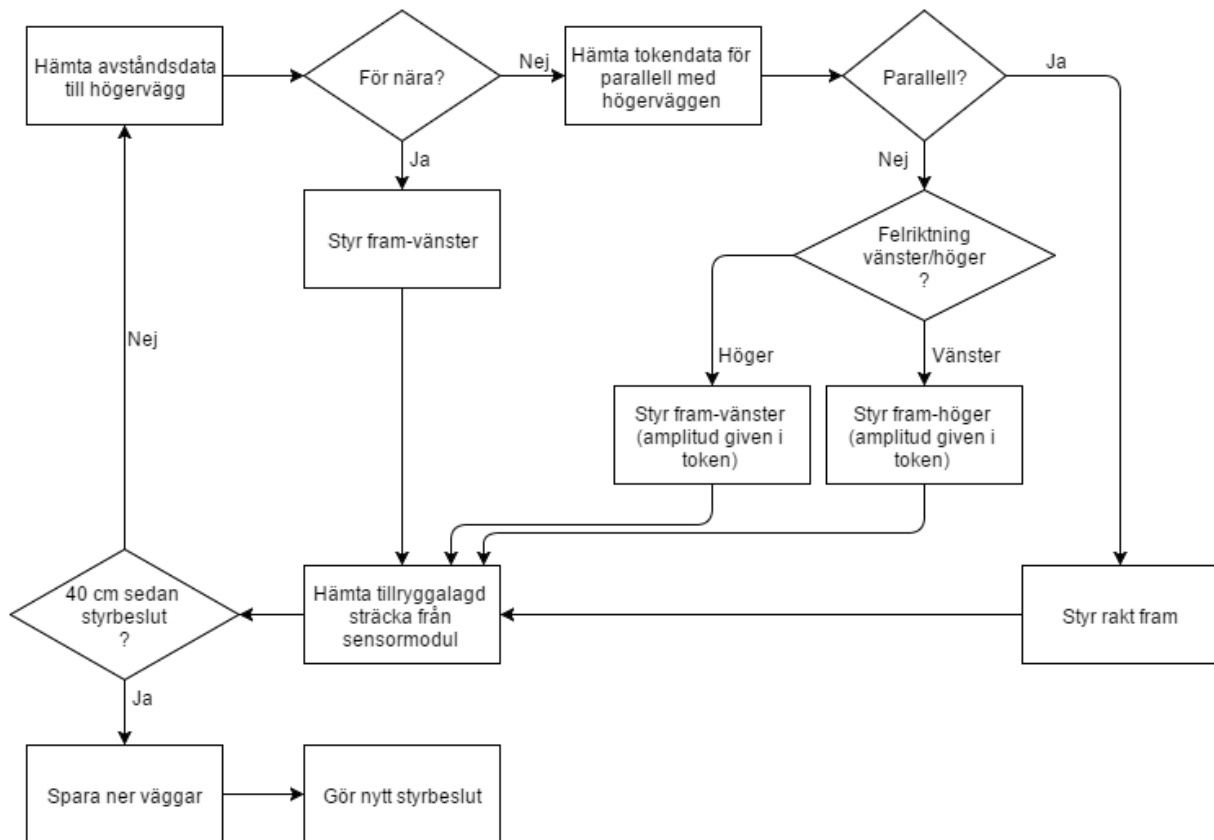 Hämta avståndsdata
till högervägg
För nära?
Nej
Hämta tokendata för
parallell med
högerväggen
Parallell?
Ja
Ja
Nej
Styr fram-vänster
Felriktning
vänster/höger
?
Nej
Höger
Vänster
Styr fram-vänster
(amplitud given i
token)
Styr fram-höger
(amplitud given i
token)
40 cm sedan
styrbeslut
?
Hämta tillryggalagd
sträcka från
sensormodul
Styr rakt fram
Ja
Spara ner väggar
Gör nytt styrbeslut